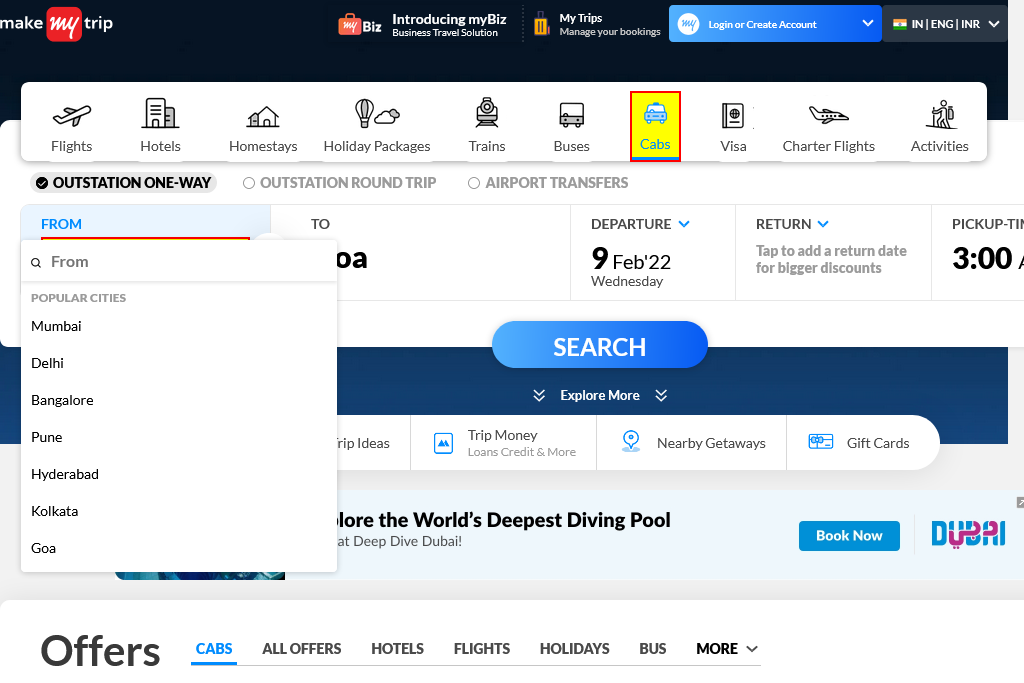 make my trip
my Biz
Introducing myBiz
Business Travel Solution
My Trips
Manage your bookings
my
Login or Create Account
IN | ENG | INR
Flights
Hotels
Homestays
Holiday Packages
Trains
Buses
Cabs
Visa
Charter Flights
Activities
OUTSTATION ONE-WAY
OUTSTATION ROUND TRIP
AIRPORT TRANSFERS
FROM
TO
DEPARTURE
RETURN
PICKUP-TIM
From
oa
9 Feb'22
Wednesday
Tap to add a return date
for bigger discounts
3:00 A
POPULAR CITIES
Mumbai
Delhi
Bangalore
Pune
Hyderabad
Kolkata
Goa
SEARCH
Explore More
rip Ideas
Trip Money
Loans Credit & More
Nearby Getaways
Gift Cards
plore the World's Deepest Diving Pool
at Deep Dive Dubai!
Book Now
DUBAI
Offers
CABS
ALL OFFERS
HOTELS
FLIGHTS
HOLIDAYS
BUS
MORE